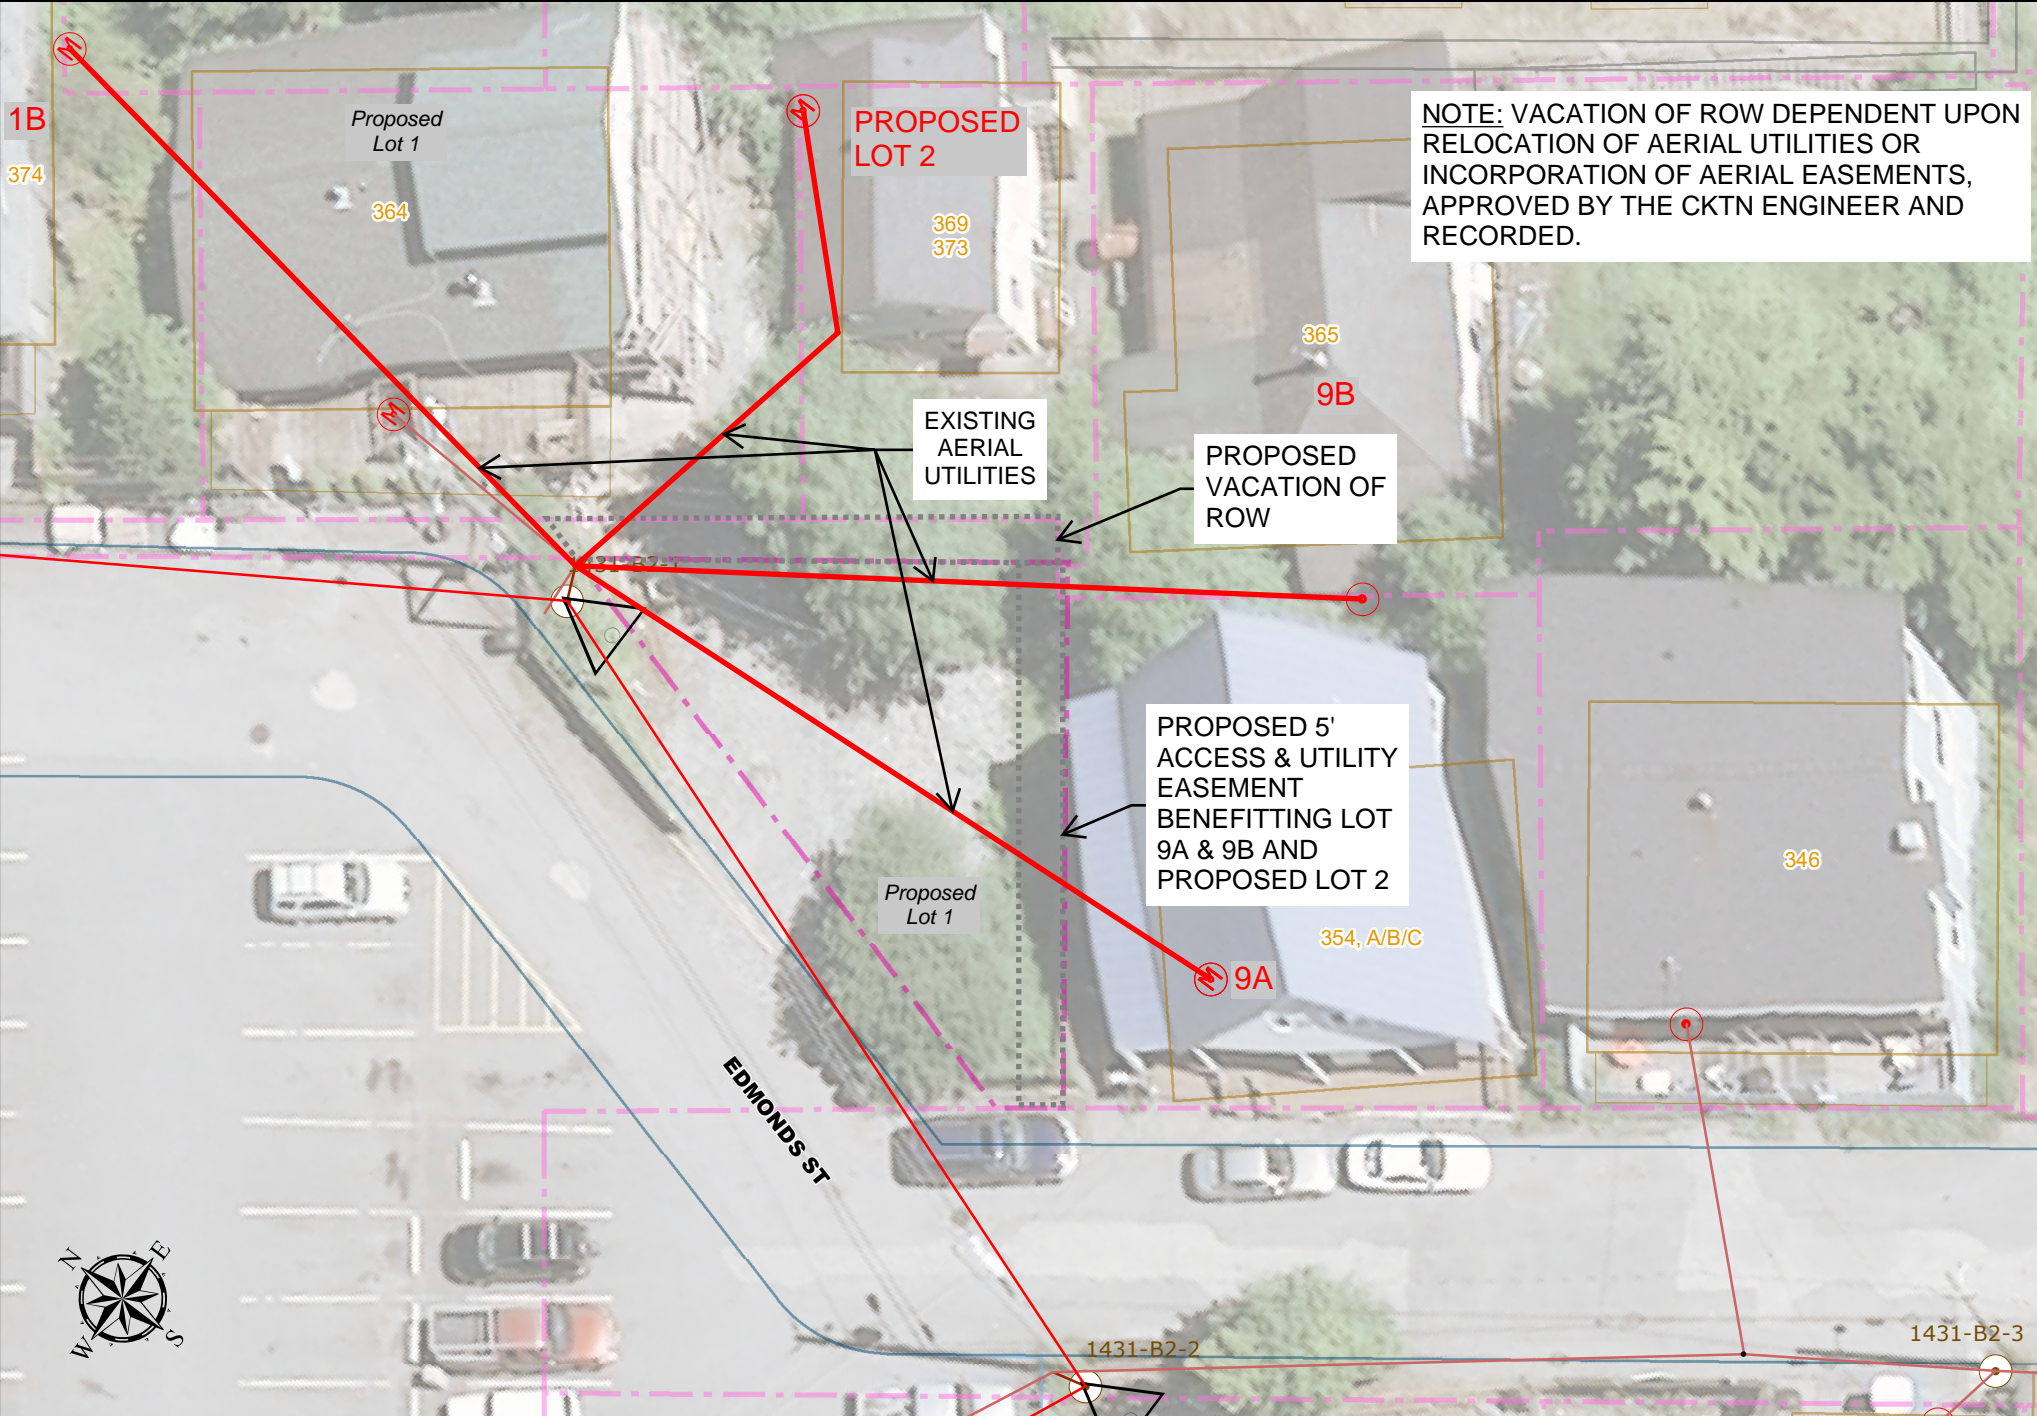 1B
374
Proposed
Lot 1
364
PROPOSED
LOT 2
369
373
NOTE: VACATION OF ROW DEPENDENT UPON
RELOCATION OF AERIAL UTILITIES OR
INCORPORATION OF AERIAL EASEMENTS,
APPROVED BY THE CKTN ENGINEER AND
RECORDED.
365
9B
EXISTING
AERIAL
UTILITIES
PROPOSED
VACATION OF
ROW
1431-B2-1
PROPOSED 5'
ACCESS & UTILITY
EASEMENT
BENEFITTING LOT
9A & 9B AND
PROPOSED LOT 2
346
Proposed
Lot 1
354, A/B/C
9A
EDMONDS ST
N
E
W
S
1431-B2-2
1431-B2-3